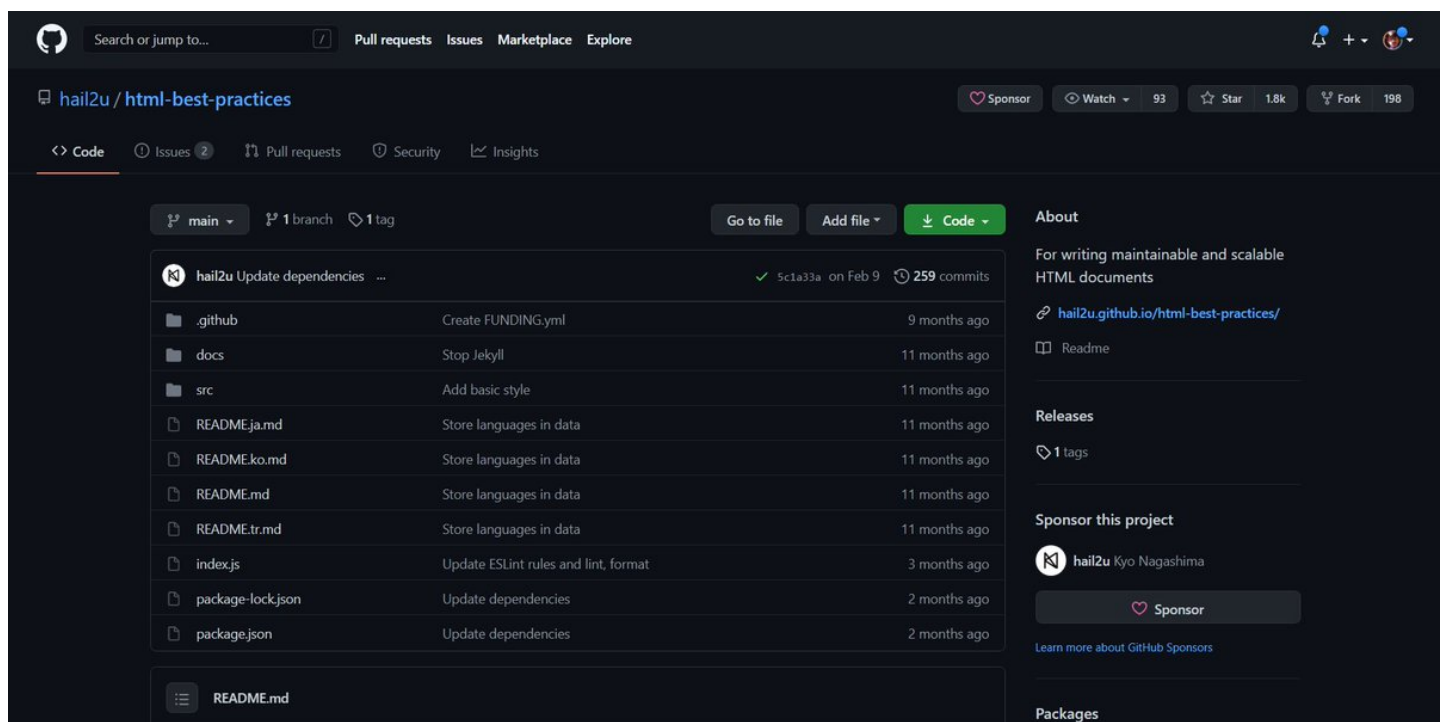 Search or jump to... / Pull requests Issues Marketplace Explore
hail2u / html-best-practices Sponsor Watch 93 Star 1.8k Fork 198
Code Issues 2 Pull requests Security Insights
main 1 branch 1 tag Go to file Add file Code
hail2u Update dependencies ... 5c1a33a on Feb 9 259 commits
.github Create FUNDING.yml 9 months ago
docs Stop Jekyll 11 months ago
src Add basic style 11 months ago
README.ja.md Store languages in data 11 months ago
README.ko.md Store languages in data 11 months ago
README.md Store languages in data 11 months ago
README.tr.md Store languages in data 11 months ago
index.js Update ESLint rules and lint, format 3 months ago
package-lock.json Update dependencies 2 months ago
package.json Update dependencies 2 months ago
README.md
About
For writing maintainable and scalable
HTML documents
hail2u.github.io/html-best-practices/
Readme
Releases
1 tags
Sponsor this project
hail2u Kyo Nagashima
Sponsor
Learn more about GitHub Sponsors
Packages